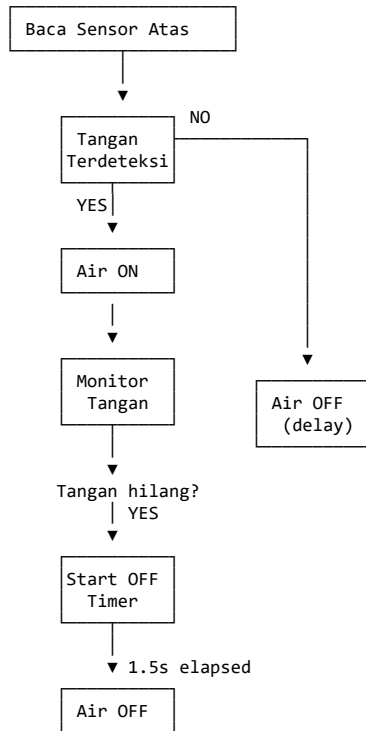 Baca Sensor Atas
NO
Tangan
Terdeteksi
YES
Air ON
Monitor
Tangan
Air OFF
(delay)
Tangan hilang?
YES
Start OFF
Timer
1.5s elapsed
Air OFF